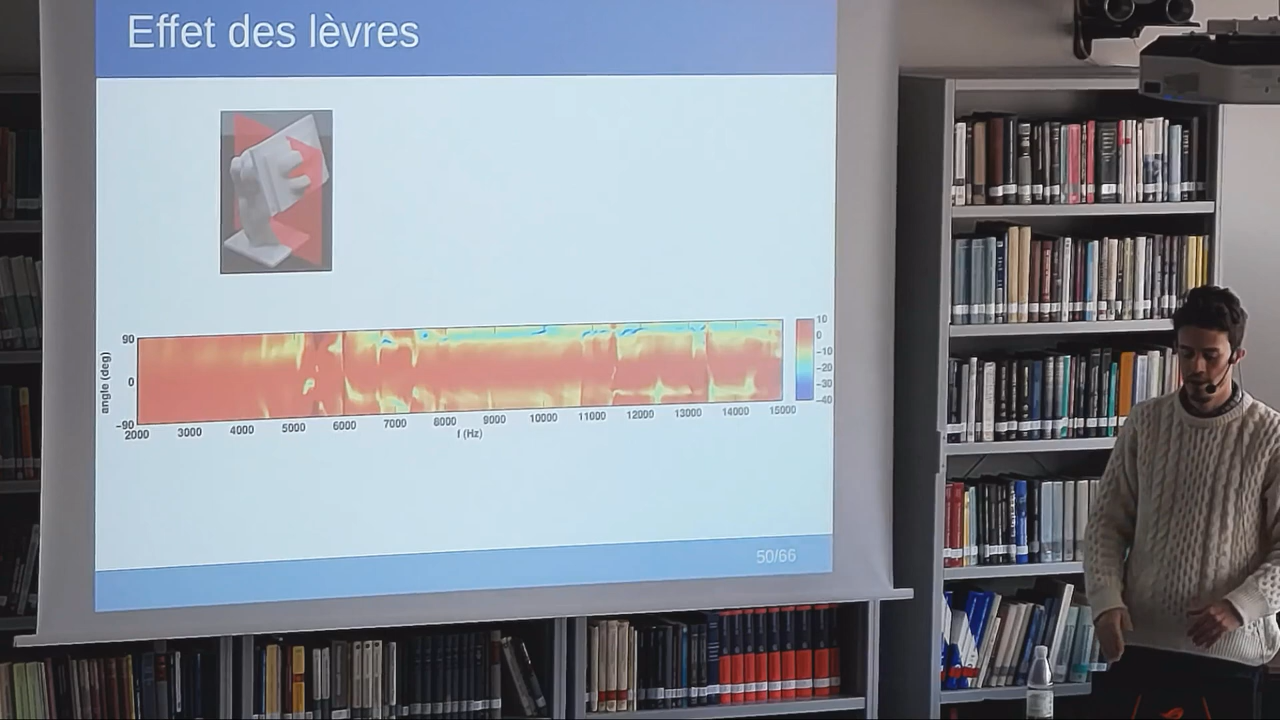 Effet des lèvres
90
0
−90
angle (deg)
2000 3000 4000 5000 6000 7000 8000 9000 10000 11000 12000 13000 14000 15000
f (Hz)
10
0
−10
−20
−30
−40
50/66